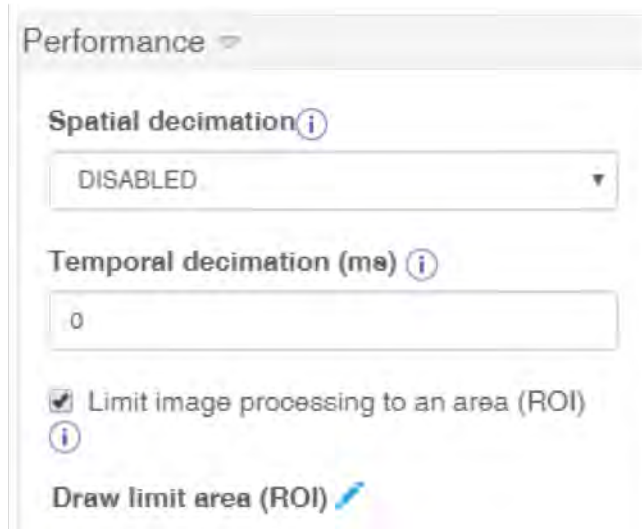 Performance
Spatial decimation
DISABLED
Temporal decimation (ms)
0
Limit image processing to an area (ROI)
Draw limit area (ROI)